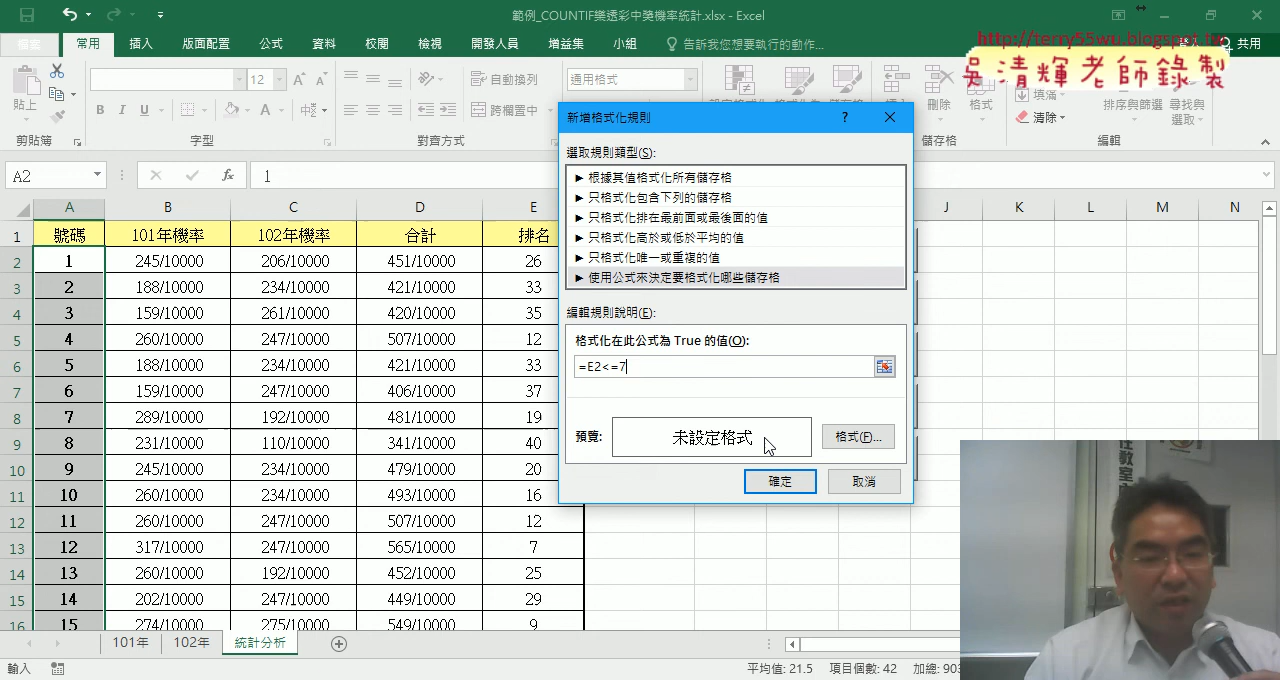 範例_COUNTIF樂透彩中獎機率統計.xlsx - Excel
http://terry55wu.blogspot.tw
吳清輝老師錄製
檔案 常用 插入 版面配置 公式 資料 校閱 檢視 開發人員 增益集 小組 告訴我您想要執行的動作... 登入 共用
貼上 12 自動換列 跨欄置中 通用格式 刪除 格式 填滿 清除 排序與篩選 尋找與選取
剪貼簿 字型 對齊方式 儲存格 編輯
A2 fx 1
A B C D E J K L M N
1 號碼 101年機率 102年機率 合計 排名
2 1 245/10000 206/10000 451/10000 26
3 2 188/10000 234/10000 421/10000 33
4 3 159/10000 261/10000 420/10000 35
5 4 260/10000 247/10000 507/10000 12
6 5 188/10000 234/10000 421/10000 33
7 6 159/10000 247/10000 406/10000 37
8 7 289/10000 192/10000 481/10000 19
9 8 231/10000 110/10000 341/10000 40
10 9 245/10000 234/10000 479/10000 20
11 10 260/10000 234/10000 493/10000 16
12 11 260/10000 247/10000 507/10000 12
13 12 317/10000 247/10000 565/10000 7
14 13 260/10000 192/10000 452/10000 25
15 14 202/10000 247/10000 449/10000 29
16 15 274/10000 275/10000 549/10000 9
新增格式化規則 ?
選取規則類型(S):
► 根據其值格式化所有儲存格
► 只格式化包含下列的儲存格
► 只格式化排在最前面或最後面的值
► 只格式化高於或低於平均的值
► 只格式化唯一或重複的值
► 使用公式來決定要格式化哪些儲存格
編輯規則說明(E):
格式化在此公式為 True 的值(O):
=E2<=7
預覽: 未設定格式 格式(F)...
確定 取消
101年 102年 統計分析
輸入 平均值: 21.5 項目個數: 42 加總: 903